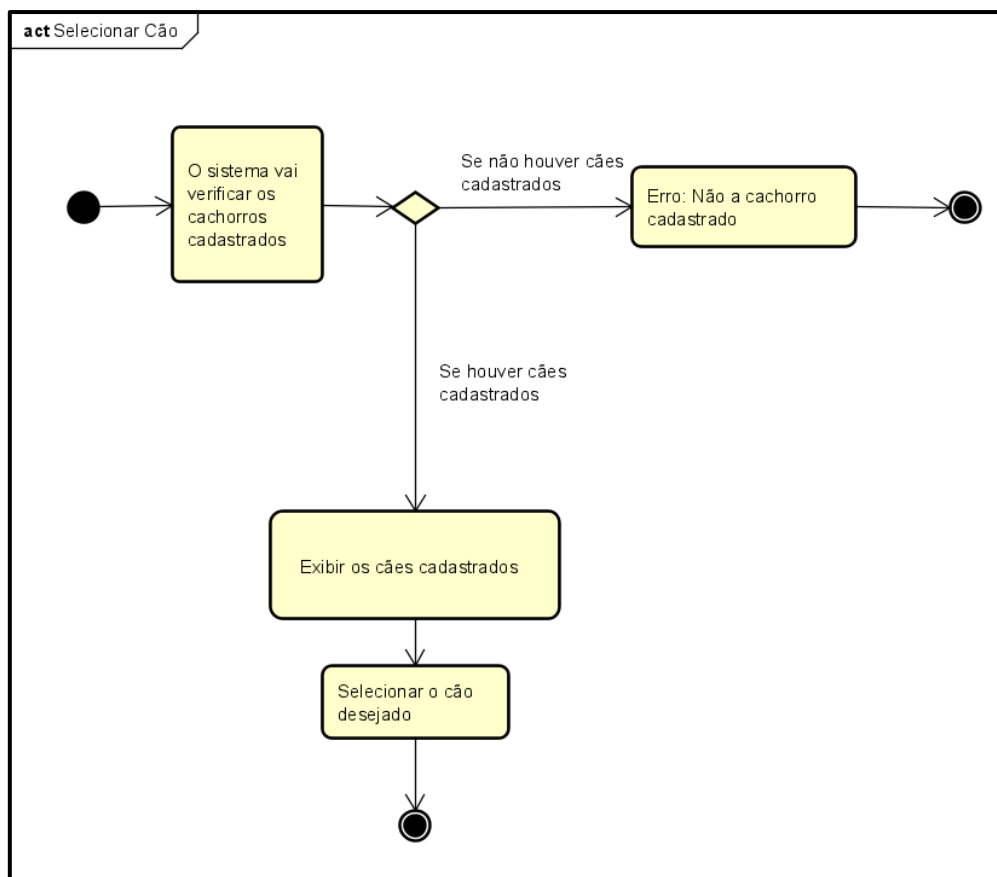 act Selecionar Cão
O sistema vai
verificar os
cachorros
cadastrados
Se não houver cães
cadastrados
Erro: Não a cachorro
cadastrado
Se houver cães
cadastrados
Exibir os cães cadastrados
Selecionar o cão
desejado